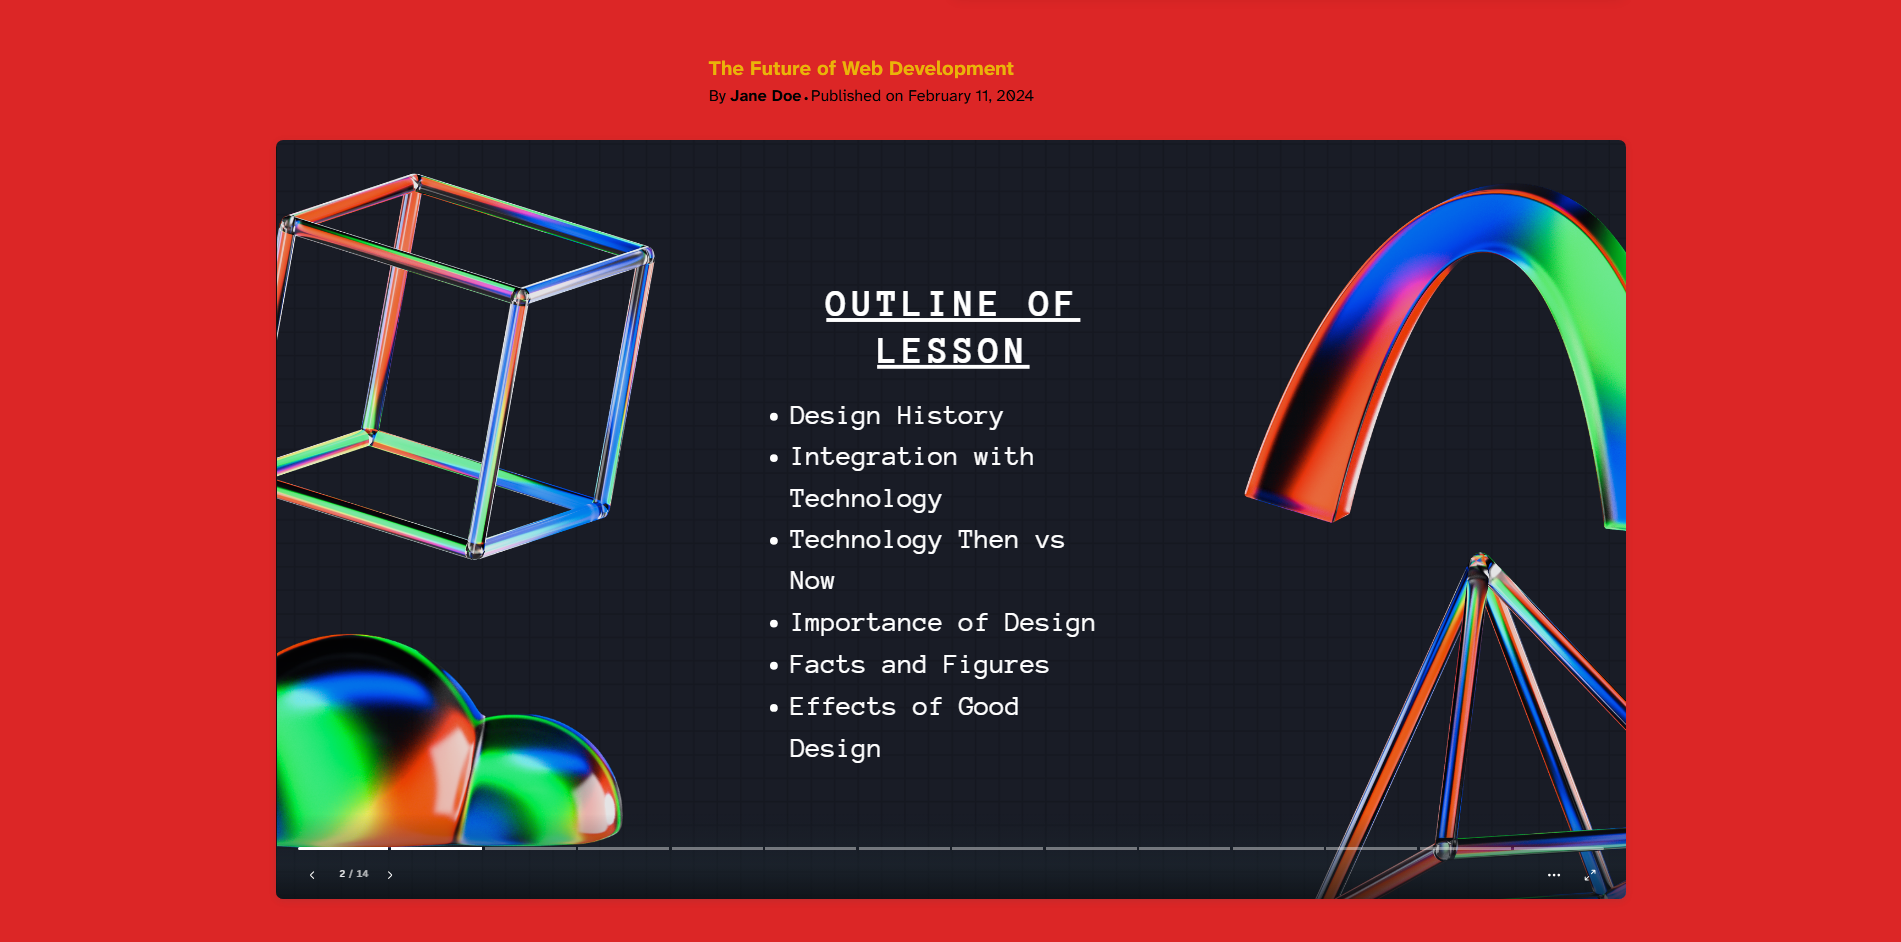 The Future of Web Development
By Jane Doe • Published on February 11, 2024
OUTLINE OF
LESSON
• Design History
• Integration with
Technology
• Technology Then vs
Now
• Importance of Design
• Facts and Figures
• Effects of Good
Design
2 / 14